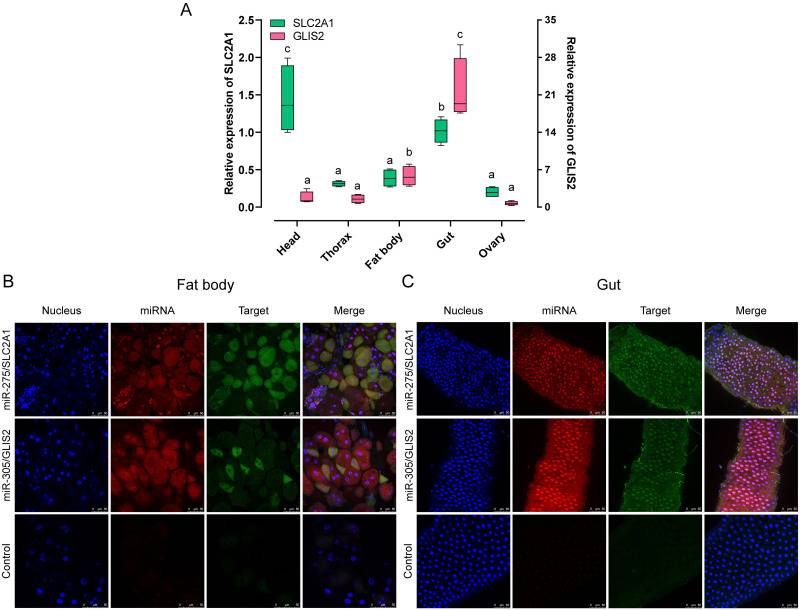 A
SLC2A1
GLIS2
Relative expression of SLC2A1
2.5
2.0
1.5
1.0
0.5
0.0
35
28
21
14
7
0
Relative expression of GLIS2
c
a
a
a
a
b
b
c
a
a
Head
Thorax
Fat body
Gut
Ovary
B
Fat body
Nucleus
miRNA
Target
Merge
miR-275/SLC2A1
miR-305/GLIS2
Control
C
Gut
Nucleus
miRNA
Target
Merge
miR-275/SLC2A1
miR-305/GLIS2
Control